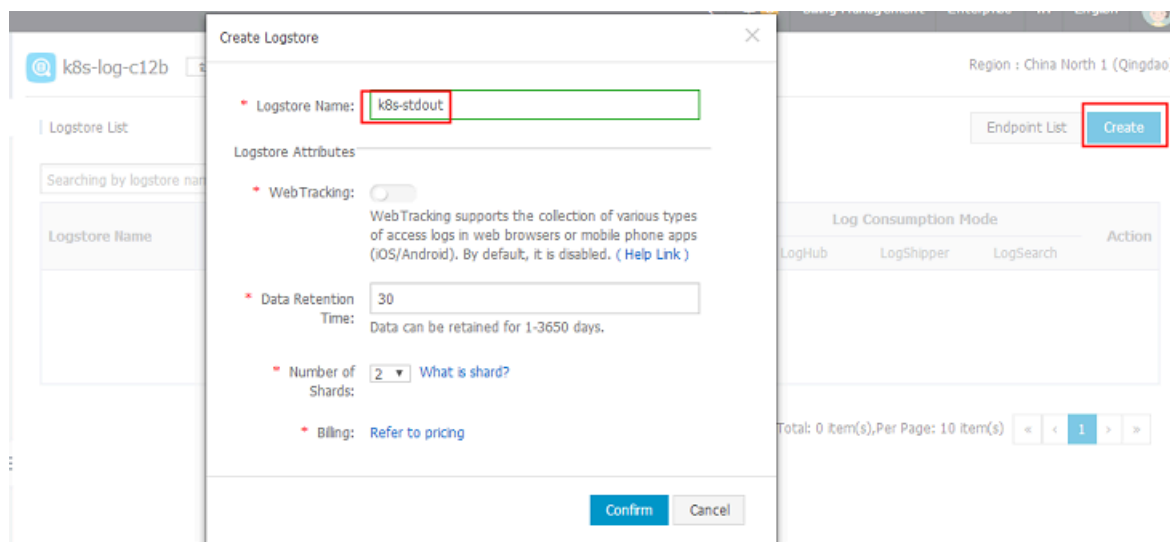 Create Logstore
k8s-log-c12b
Region : China North 1 (Qingdao)
* Logstore Name: k8s-stdout
Logstore List
Endpoint List
Create
Logstore Attributes
Searching by logstore nam
* WebTracking:
WebTracking supports the collection of various types
of access logs in web browsers or mobile phone apps
(iOS/Android). By default, it is disabled. ( Help Link )
Logstore Name
Log Consumption Mode
Action
LogHub LogShipper LogSearch
* Data Retention
Time:
30
Data can be retained for 1-3650 days.
* Number of
Shards:
2 What is shard?
* Billing: Refer to pricing
Total: 0 item(s),Per Page: 10 item(s) « < 1 > »
Confirm Cancel